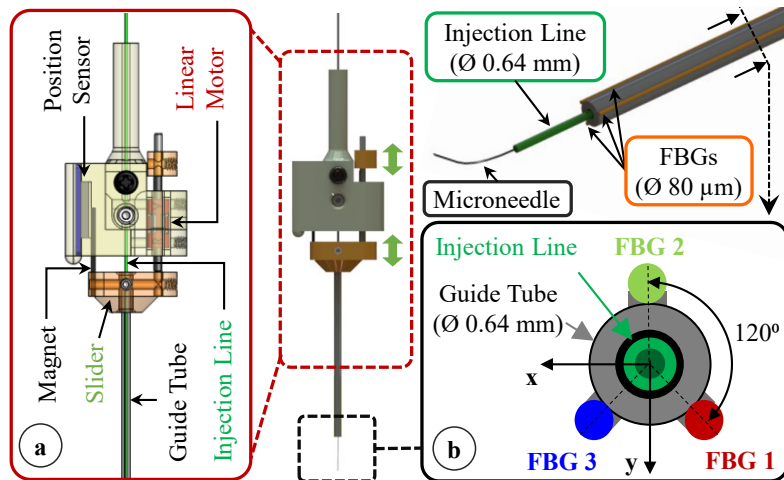 Position
Sensor
Linear
Motor
Magnet
Slider
Guide Tube
Injection Line
a
Injection Line
(Ø 0.64 mm)
FBGs
(Ø 80 µm)
Microneedle
Injection Line
FBG 2
Guide Tube
(Ø 0.64 mm)
120⁰
x
FBG 3
y
FBG 1
b